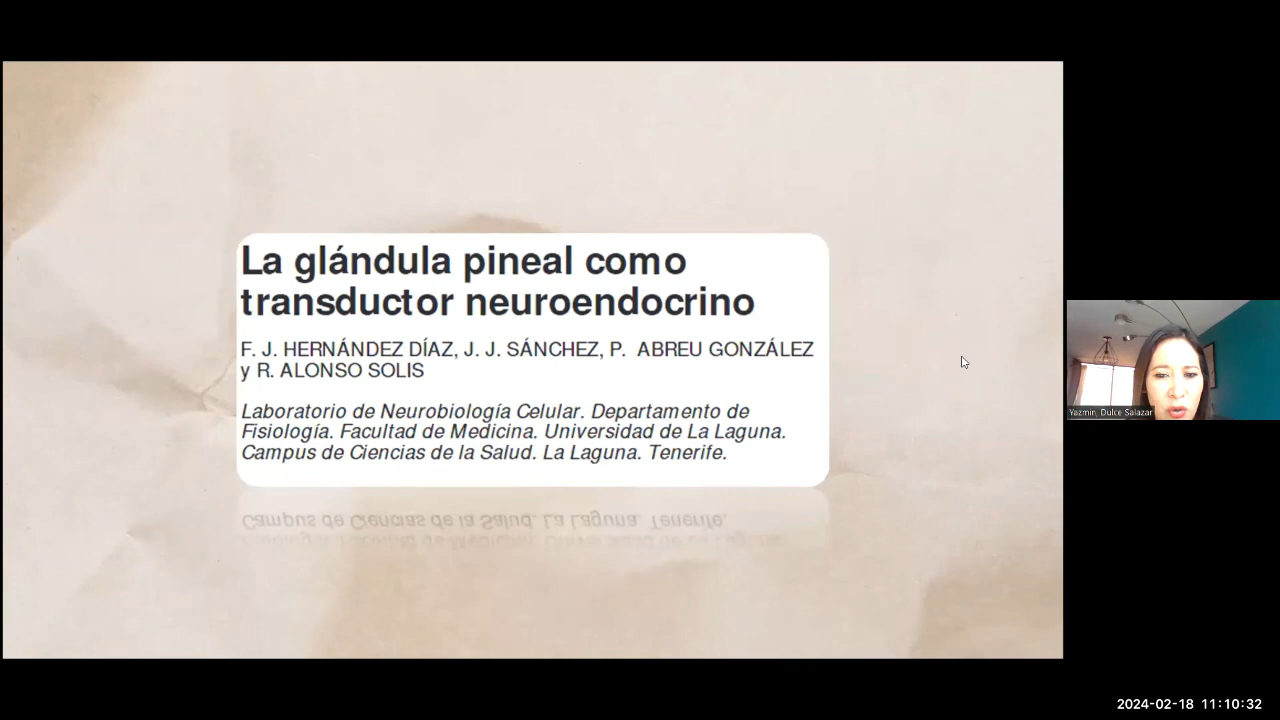 La glándula pineal como
transductor neuroendocrino
F. J. HERNÁNDEZ DÍAZ, J. J. SÁNCHEZ, P. ABREU GONZÁLEZ
y R. ALONSO SOLIS
Laboratorio de Neurobiología Celular. Departamento de
Fisiología. Facultad de Medicina. Universidad de La Laguna.
Campus de Ciencias de la Salud. La Laguna. Tenerife.
Yazmin, Dulce Salazar
2024-02-18 11:10:32